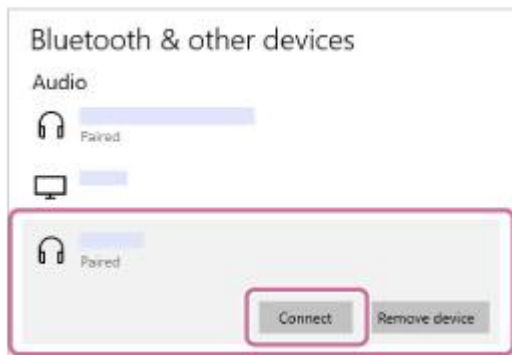 Bluetooth & other devices
Audio
Paired
Paired
Connect Remove device